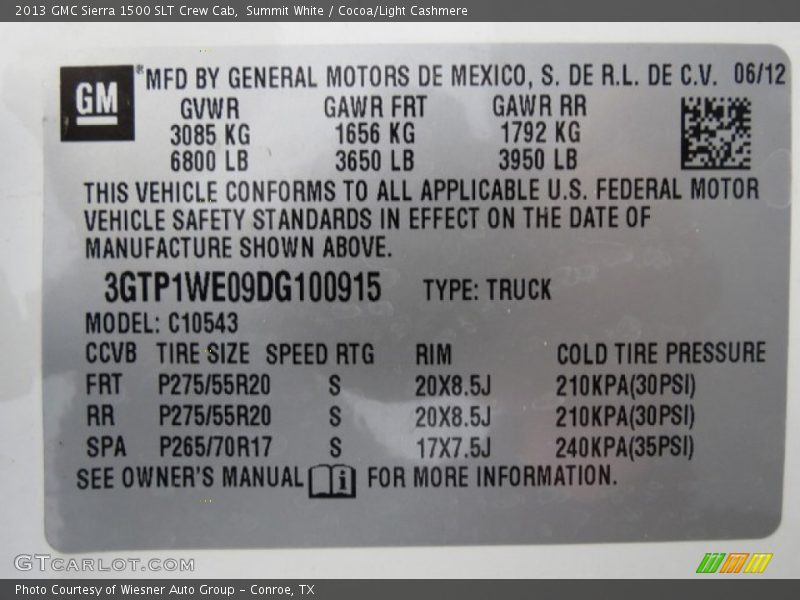 2013 GMC Sierra 1500 SLT Crew Cab,  Summit White / Cocoa/Light Cashmere
GM ® MFD BY GENERAL MOTORS DE MEXICO, S. DE R.L. DE C.V. 06/12
GVWR GAWR FRT GAWR RR
3085 KG 1656 KG 1792 KG
6800 LB 3650 LB 3950 LB
THIS VEHICLE CONFORMS TO ALL APPLICABLE U.S. FEDERAL MOTOR
VEHICLE SAFETY STANDARDS IN EFFECT ON THE DATE OF
MANUFACTURE SHOWN ABOVE.
3GTP1WE09DG100915 TYPE: TRUCK
MODEL: C10543
CCVB TIRE SIZE SPEED RTG RIM COLD TIRE PRESSURE
FRT P275/55R20 S 20X8.5J 210KPA(30PSI)
RR P275/55R20 S 20X8.5J 210KPA(30PSI)
SPA P265/70R17 S 17X7.5J 240KPA(35PSI)
SEE OWNER'S MANUAL i FOR MORE INFORMATION.
GTCARLOT.COM
Photo Courtesy of Wiesner Auto Group - Conroe, TX